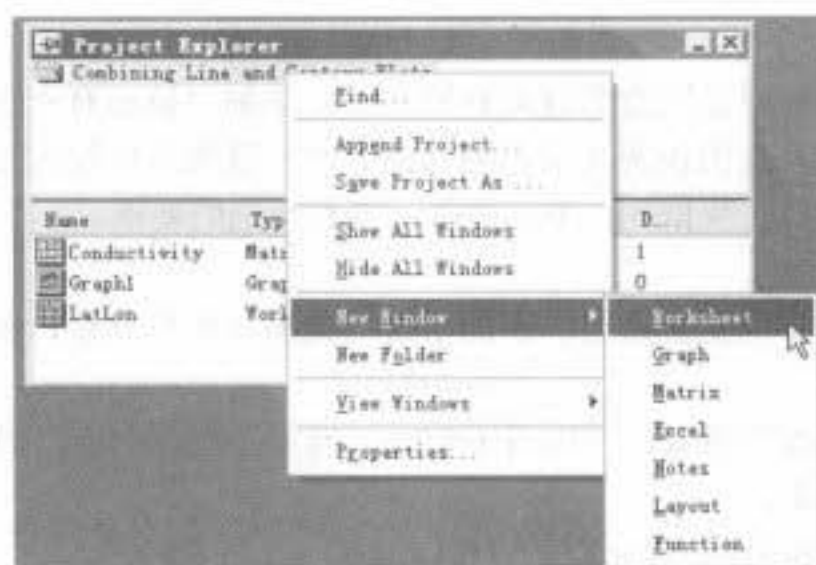 Project Explorer
Combining Line and Contour Plots
Find...
Append Project...
Save Project As ...
Name Typ D...
Show All Windows
Conductivity Matr 1
Hide All Windows
Graph1 Grap 0
LatLon Work
New Window
Worksheet
New Folder
Graph
Matrix
View Windows
Excel
Properties...
Notes
Layout
Function